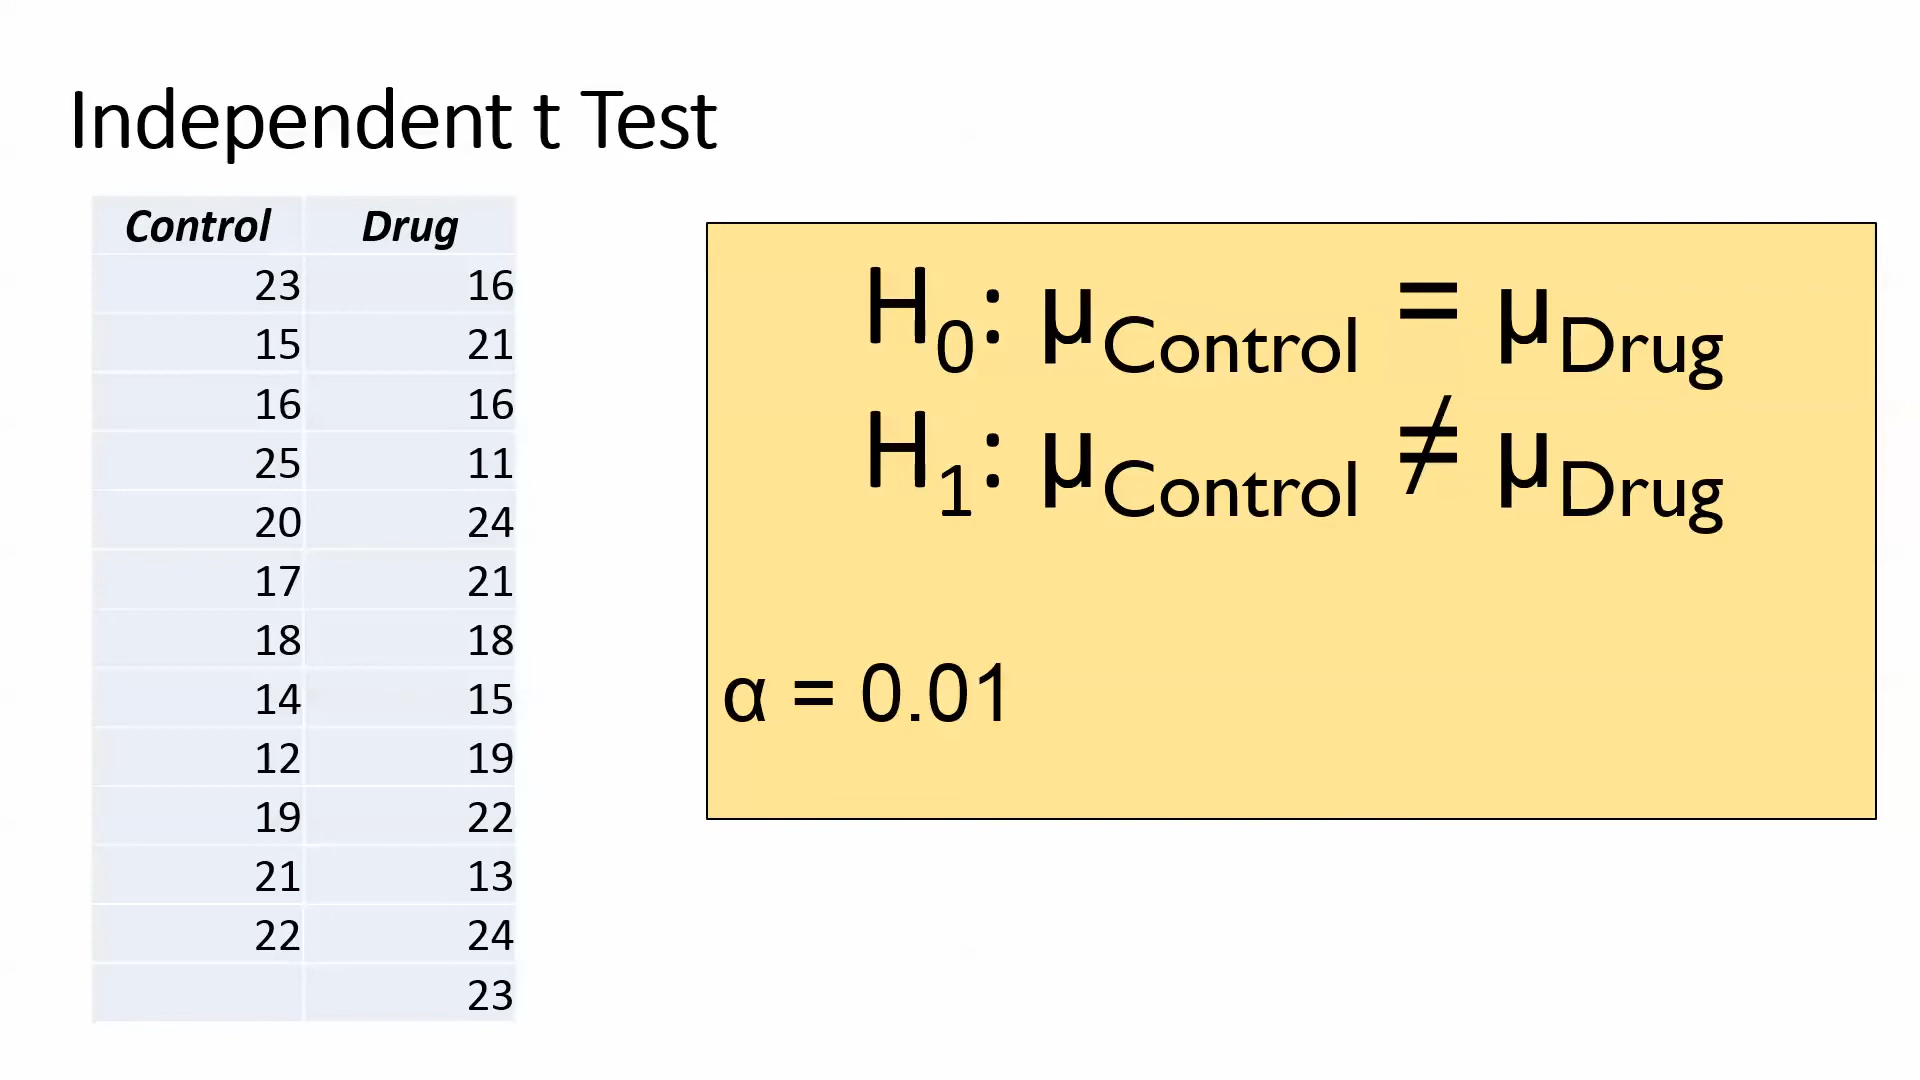 Independent t Test
Control Drug
23 16
15 21
16 16
25 11
20 24
17 21
18 18
14 15
12 19
19 22
21 13
22 24
23
H₀: μControl = μDrug
H₁: μControl ≠ μDrug
α = 0.01